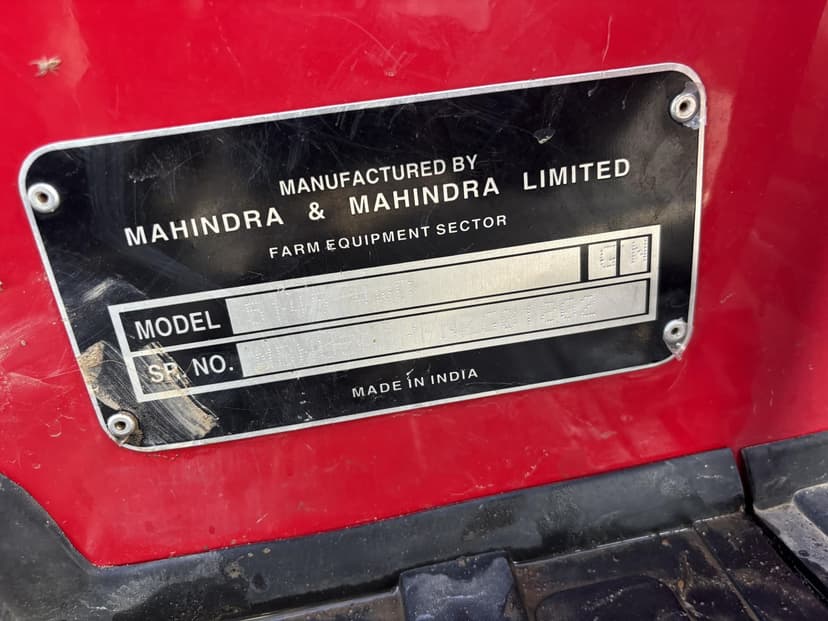 MANUFACTURED BY
MAHINDRA & MAHINDRA LIMITED
FARM EQUIPMENT SECTOR
MODEL
SR. NO.
MADE IN INDIA